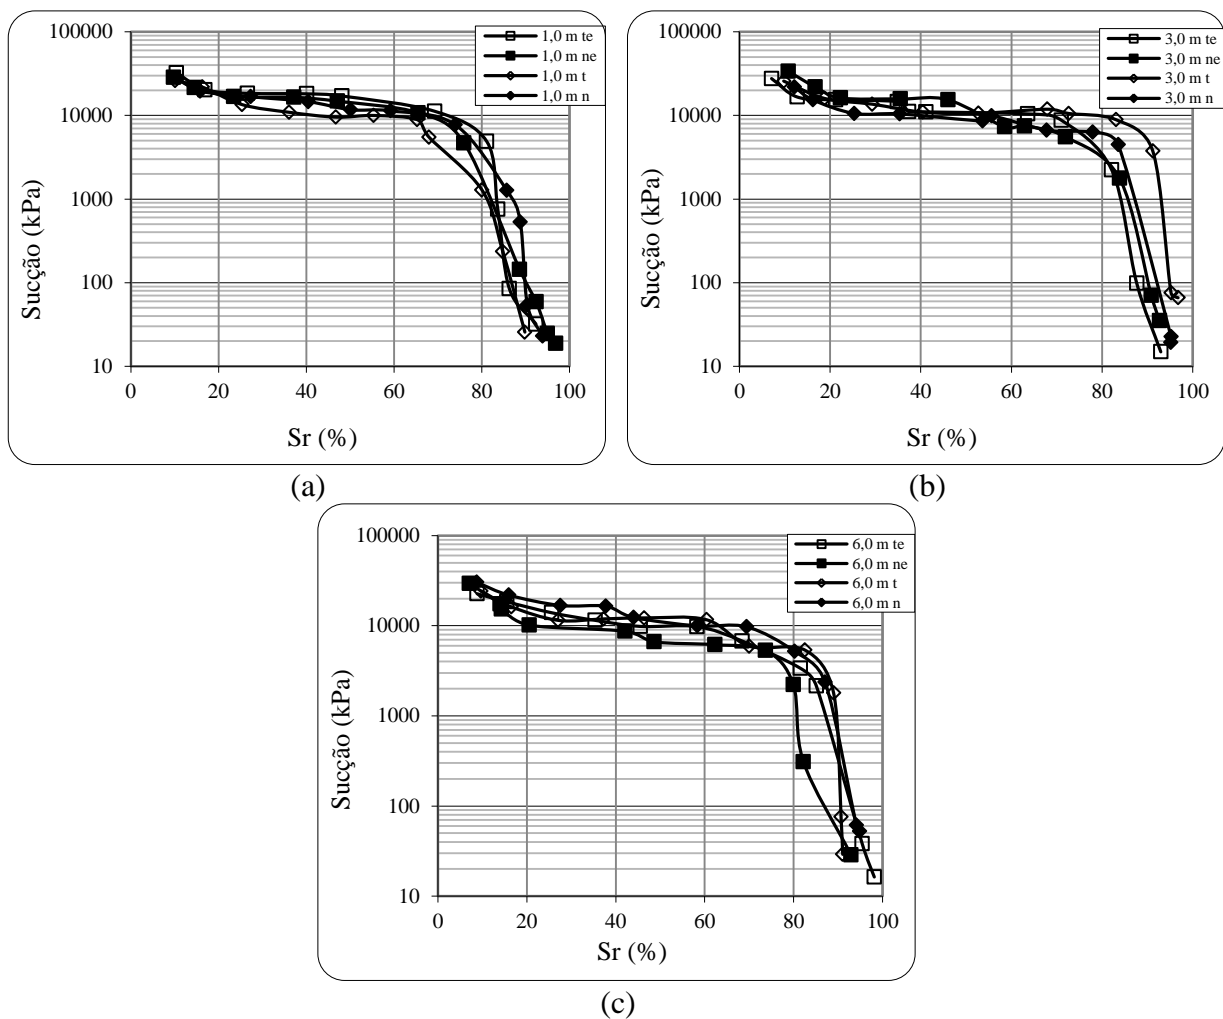 100000
10000
1000
100
10
0
20
40
60
80
100
Sucção (kPa)
Sr (%)
1,0 m te
1,0 m ne
1,0 m t
1,0 m n
(a)
100000
10000
1000
100
10
0
20
40
60
80
100
Sucção (kPa)
Sr (%)
3,0 m te
3,0 m ne
3,0 m t
3,0 m n
(b)
100000
10000
1000
100
10
0
20
40
60
80
100
Sucção (kPa)
Sr (%)
6,0 m te
6,0 m ne
6,0 m t
6,0 m n
(c)